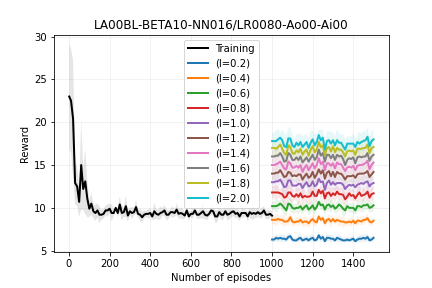 LA00BL-BETA10-NN016/LR0080-Ao00-Ai00
30
25
20
15
10
5
Reward
Training
(l=0.2)
(l=0.4)
(l=0.6)
(l=0.8)
(l=1.0)
(l=1.2)
(l=1.4)
(l=1.6)
(l=1.8)
(l=2.0)
0 200 400 600 800 1000 1200 1400
Number of episodes